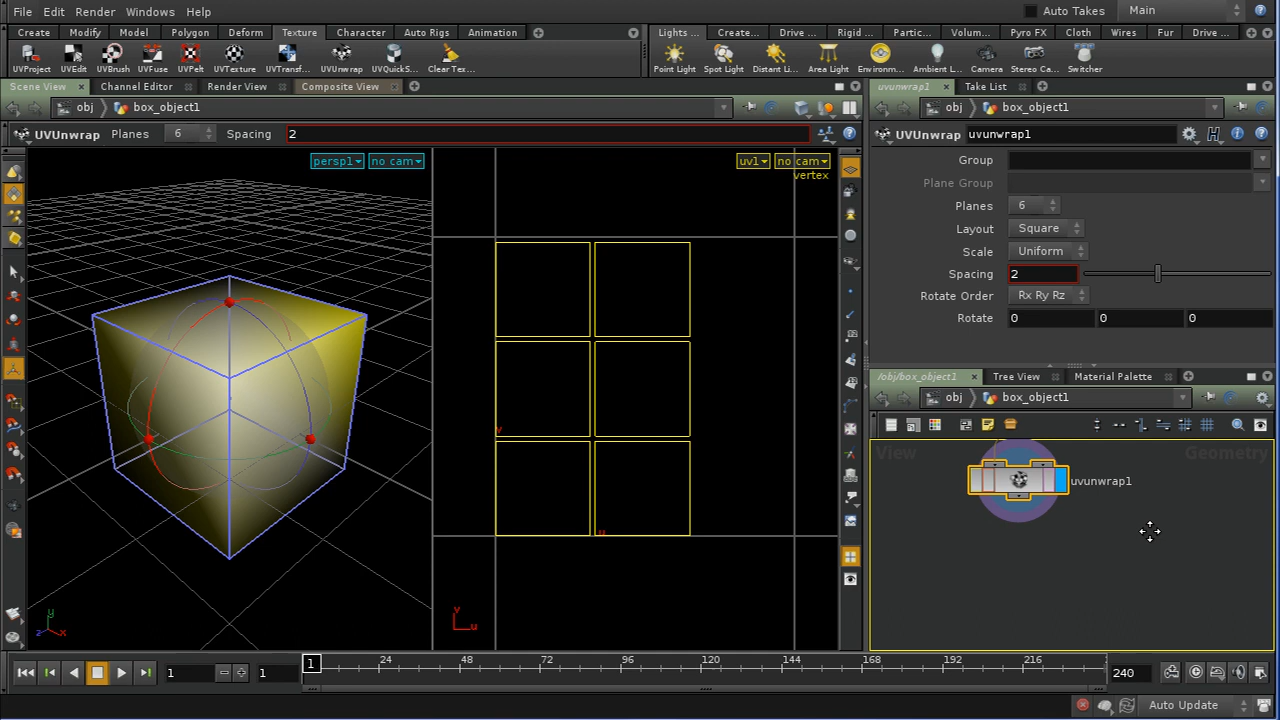 File Edit Render Windows Help Auto Takes Main
Create Modify Model Polygon Deform Texture Character Auto Rigs Animation Lights ... Create... Drive ... Rigid ... Partic... Volum... Pyro FX Cloth Wires Fur Drive ...
UVProject UVEdit UVBrush UVFuse UVPelt UVTexture UVTransf... UVUnwrap UVQuickS... Clear Tex... Point Light Spot Light Distant L... Area Light Environm... Ambient L... Camera Stereo Ca... Switcher
Scene View Channel Editor Render View Composite View uvunwrap1 Take List
obj box_object1 obj box_object1
UVUnwrap Planes 6 Spacing 2 UVUnwrap uvunwrap1
persp1 no cam uv1 no cam
vertex
Group
Plane Group
Planes 6
Layout Square
Scale Uniform
Spacing 2
Rotate Order Rx Ry Rz
Rotate 0 0 0
/obj/box_object1 Tree View Material Palette
obj box_object1
View Geometry
uvunwrap1
v
u
y
z x
v
u
1 1 1 24 48 72 96 120 144 168 192 216 240
Auto Update